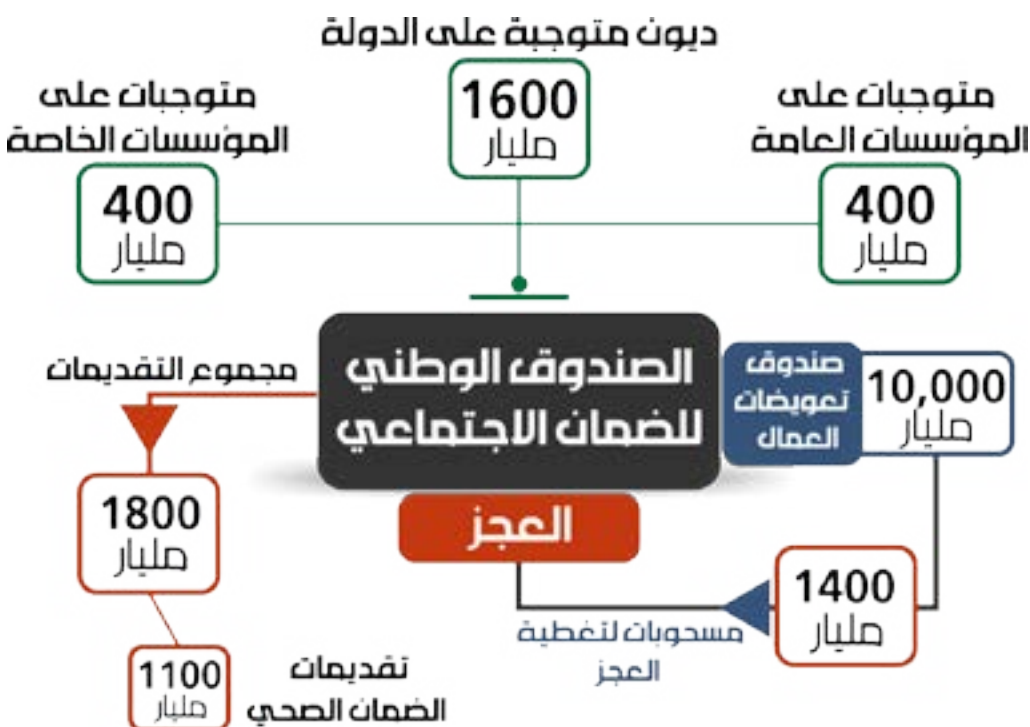 ديون متوجبة على الدولة
1600
مليار
متوجبات على
المؤسسات العامة
400
مليار
متوجبات على
المؤسسات الخاصة
400
مليار
الصندوق الوطني
للضمان الاجتماعي
صندوق
تعويضات
العمال
10,000
مليار
مجموع التقديمات
1800
مليار
العجز
1400
مليار
مسحوبات لتغطية
العجز
تقديمات
الضمان الصحي
1100
مليار